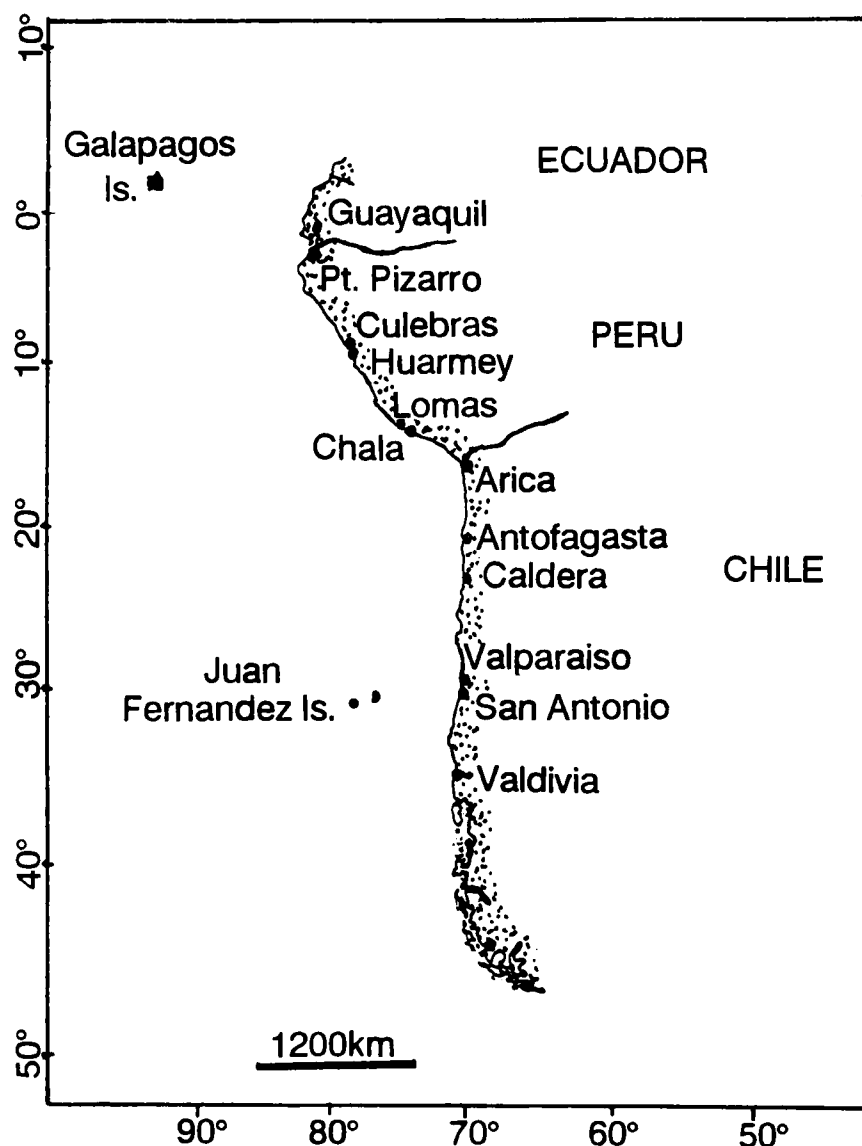 10°
Galapagos
Is.
ECUADOR
0°
Guayaquil
Pt. Pizarro
Culebras
PERU
10°
Huarmey
Lomas
Chala
Arica
20°
Antofagasta
Caldera
CHILE
Valparaiso
30°
Juan
Fernandez Is.
San Antonio
Valdivia
40°
1200km
50°
90° 80° 70° 60° 50°